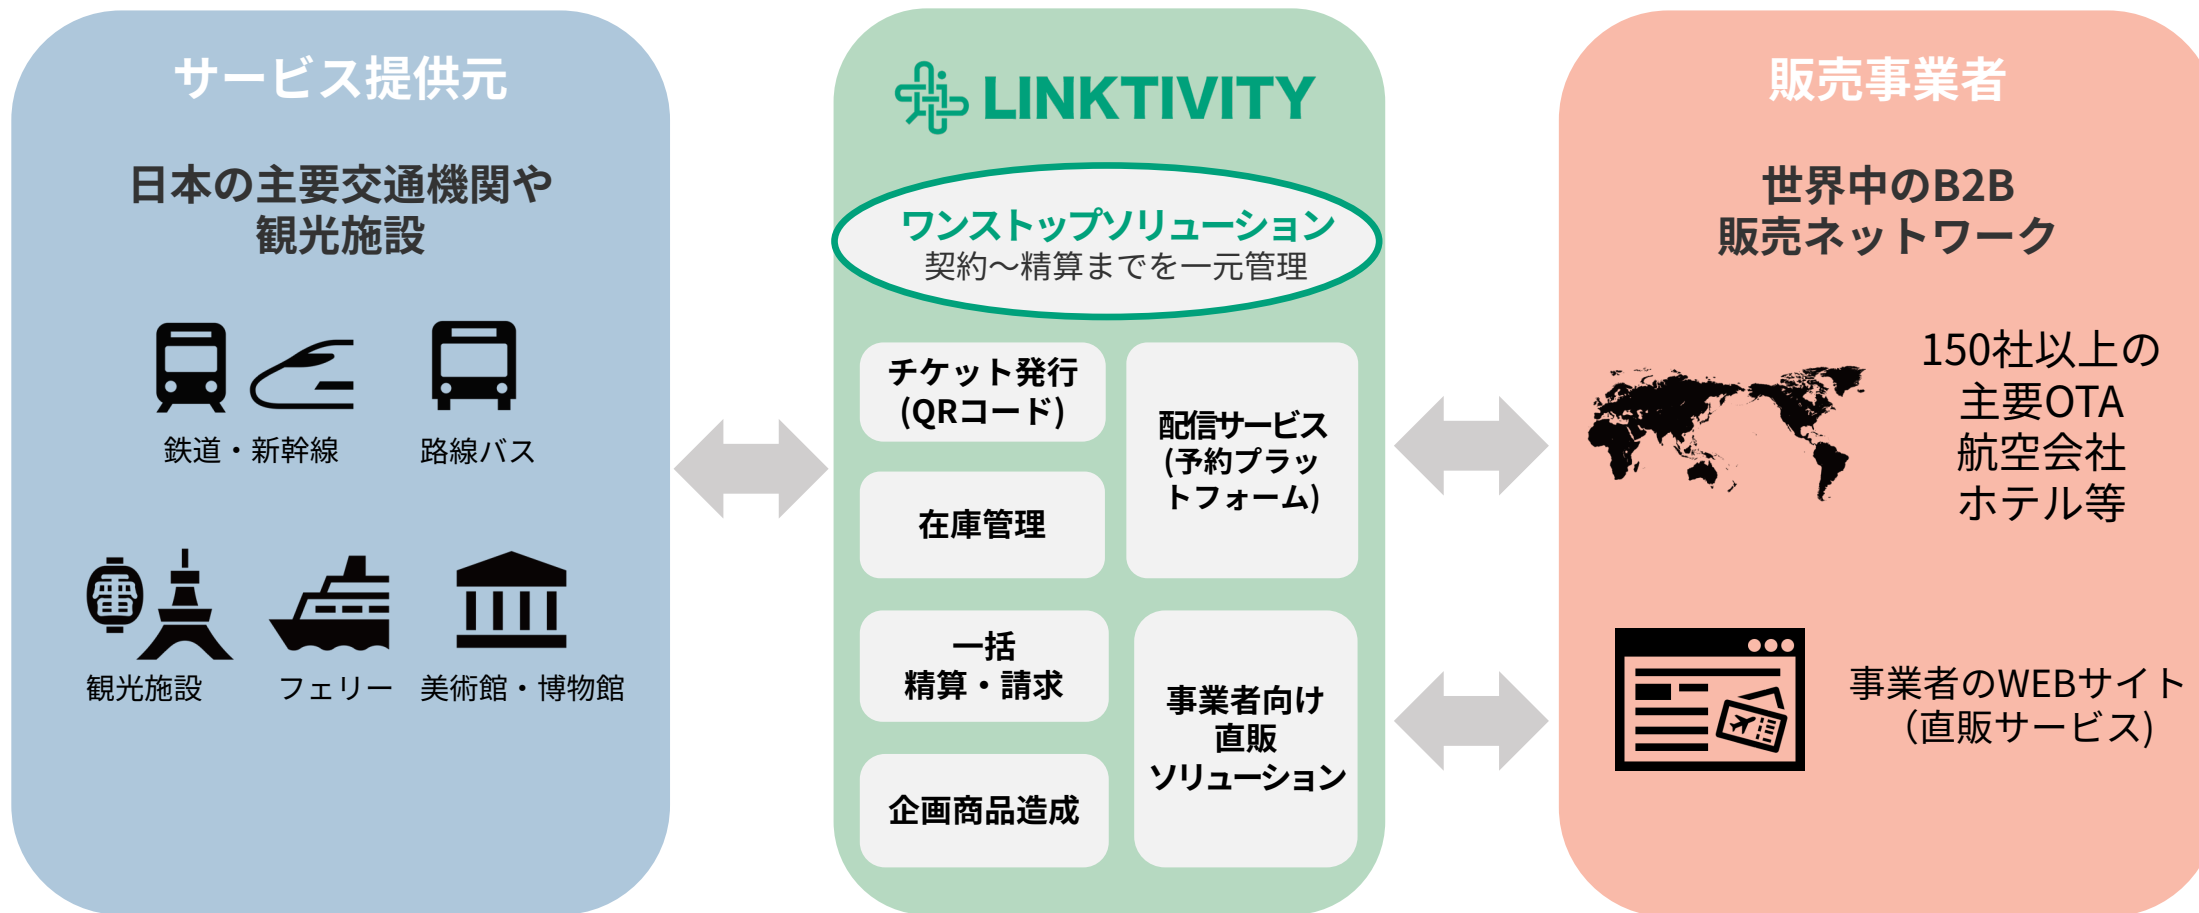 サービス提供元
日本の主要交通機関や
観光施設
鉄道・新幹線
路線バス
電
観光施設
フェリー
美術館・博物館
LINKTIVITY
ワンストップソリューション
契約～精算までを一元管理
チケット発行
(QRコード)
在庫管理
一括
精算・請求
企画商品造成
配信サービス
(予約プラッ
トフォーム)
事業者向け
直販
ソリューション
販売事業者
世界中のB2B
販売ネットワーク
150社以上の
主要OTA
航空会社
ホテル等
事業者のWEBサイト
（直販サービス)